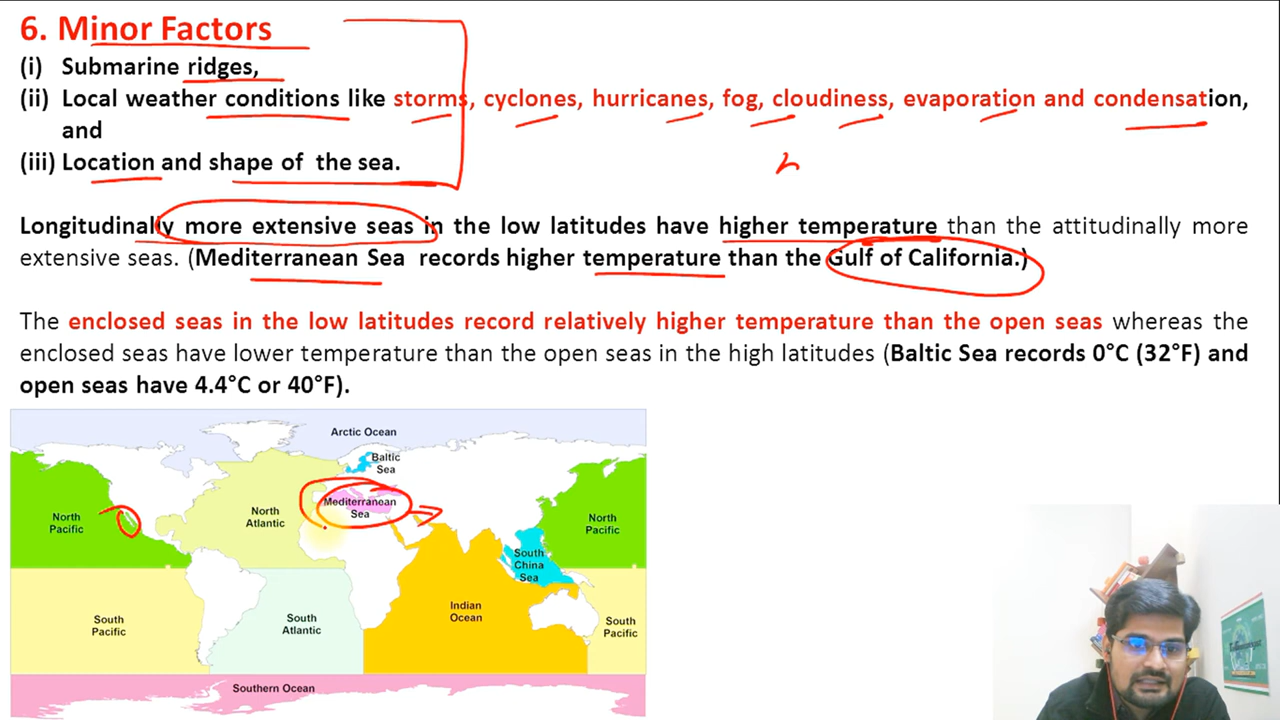 6. Minor Factors
(i) Submarine ridges,
(ii) Local weather conditions like storms, cyclones, hurricanes, fog, cloudiness, evaporation and condensation,
and
(iii) Location and shape of the sea.
Longitudinally more extensive seas in the low latitudes have higher temperature than the attitudinally more
extensive seas. (Mediterranean Sea records higher temperature than the Gulf of California.)
The enclosed seas in the low latitudes record relatively higher temperature than the open seas whereas the
enclosed seas have lower temperature than the open seas in the high latitudes (Baltic Sea records 0°C (32°F) and
open seas have 4.4°C or 40°F).
Arctic Ocean
Baltic
Sea
Mediterranean
Sea
North
Pacific
North
Atlantic
North
Pacific
South
China
Sea
South
Pacific
South
Atlantic
Indian
Ocean
South
Pacific
Southern Ocean